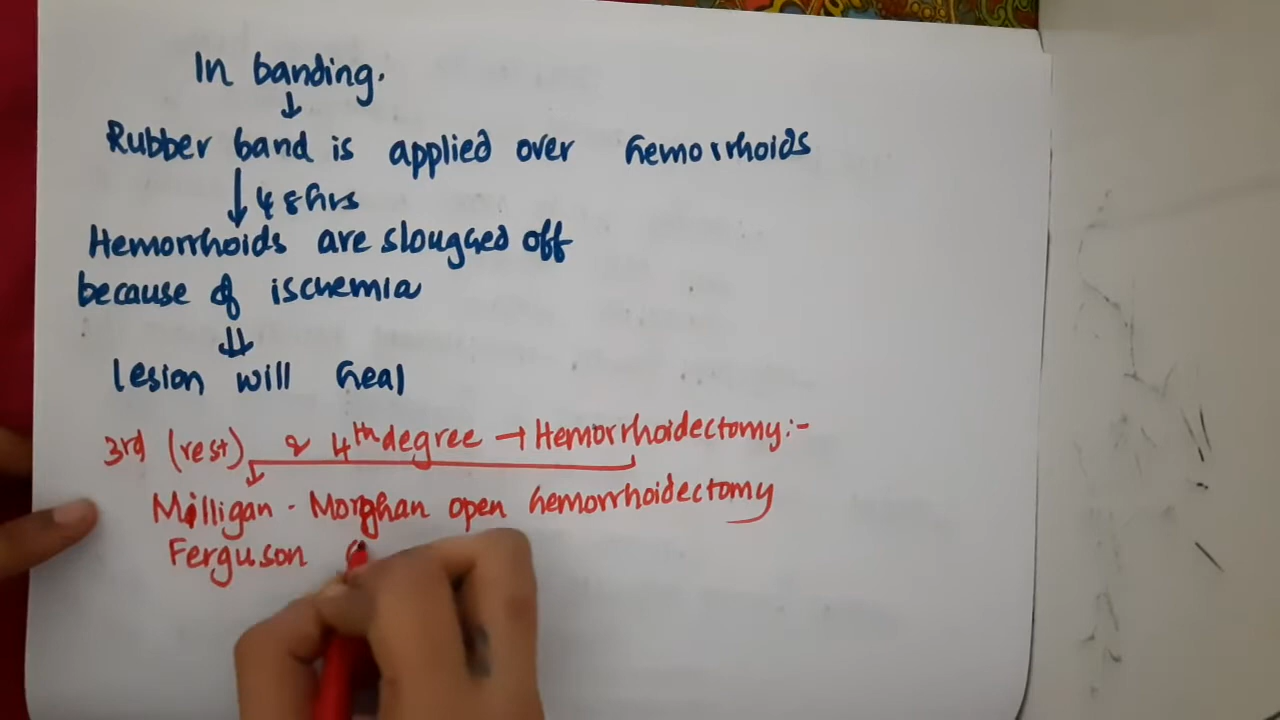 In banding.
↓
Rubber band is applied over hemorrhoids
↓ 48hrs
Hemorrhoids are sloughed off
because of ischemia
⇓
lesion will heal
3rd (rest) & 4th degree → Hemorrhoidectomy:-
Milligan - Morghan open hemorrhoidectomy
Ferguson